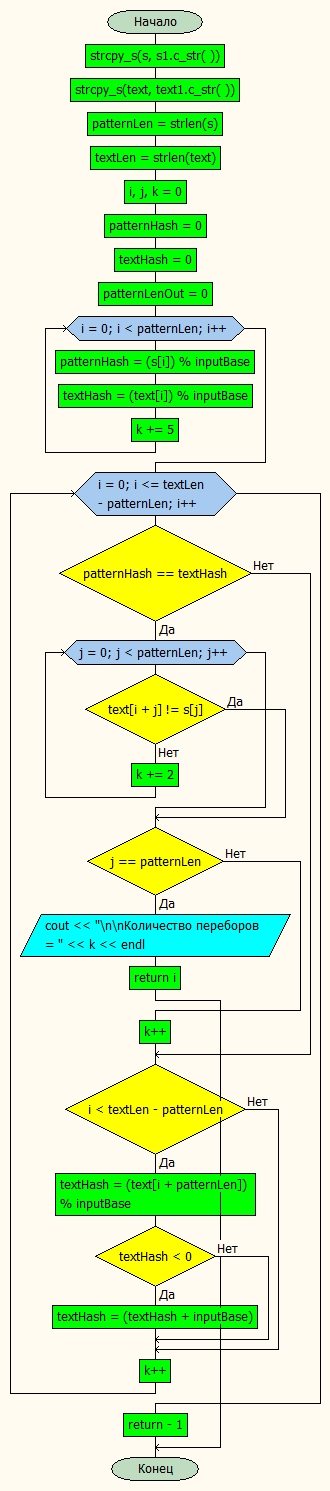 Начало
strcpy_s(s, s1.c_str( ))
strcpy_s(text, text1.c_str( ))
patternLen = strlen(s)
textLen = strlen(text)
i, j, k = 0
patternHash = 0
textHash = 0
patternLenOut = 0
i = 0; i < patternLen; i++
patternHash = (s[i]) % inputBase
textHash = (text[i]) % inputBase
k += 5
i = 0; i <= textLen
- patternLen; i++
patternHash == textHash
Нет
Да
j = 0; j < patternLen; j++
text[i + j] != s[j]
Да
Нет
k += 2
j == patternLen
Нет
Да
cout << "\n\nКоличество переборов
= " << k << endl
return i
k++
i < textLen - patternLen
Нет
Да
textHash = (text[i + patternLen])
% inputBase
textHash < 0
Нет
Да
textHash = (textHash + inputBase)
k++
return - 1
Конец